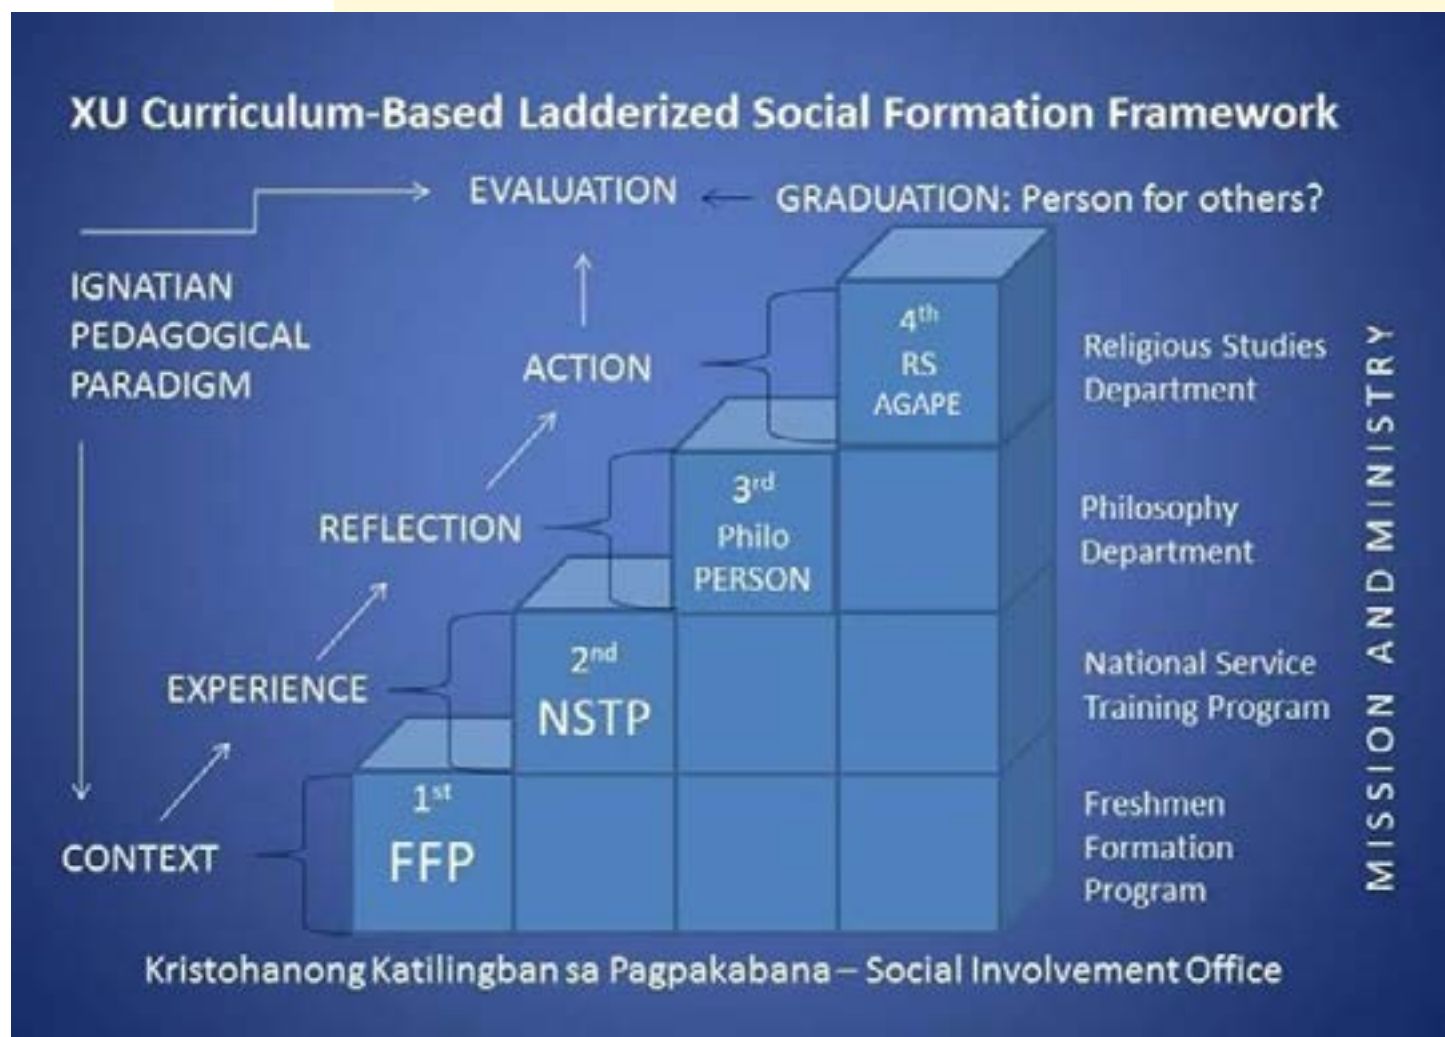 XU Curriculum-Based Ladderized Social Formation Framework
EVALUATION
GRADUATION: Person for others?
IGNATIAN
PEDAGOGICAL
PARADIGM
ACTION
4th
RS
AGAPE
Religious Studies
Department
REFLECTION
3rd
Philo
PERSON
Philosophy
Department
EXPERIENCE
2nd
NSTP
National Service
Training Program
CONTEXT
1st
FFP
Freshmen
Formation
Program
MISSION AND MINISTRY
Kristohanong Katilingban sa Pagpakabana – Social Involvement Office